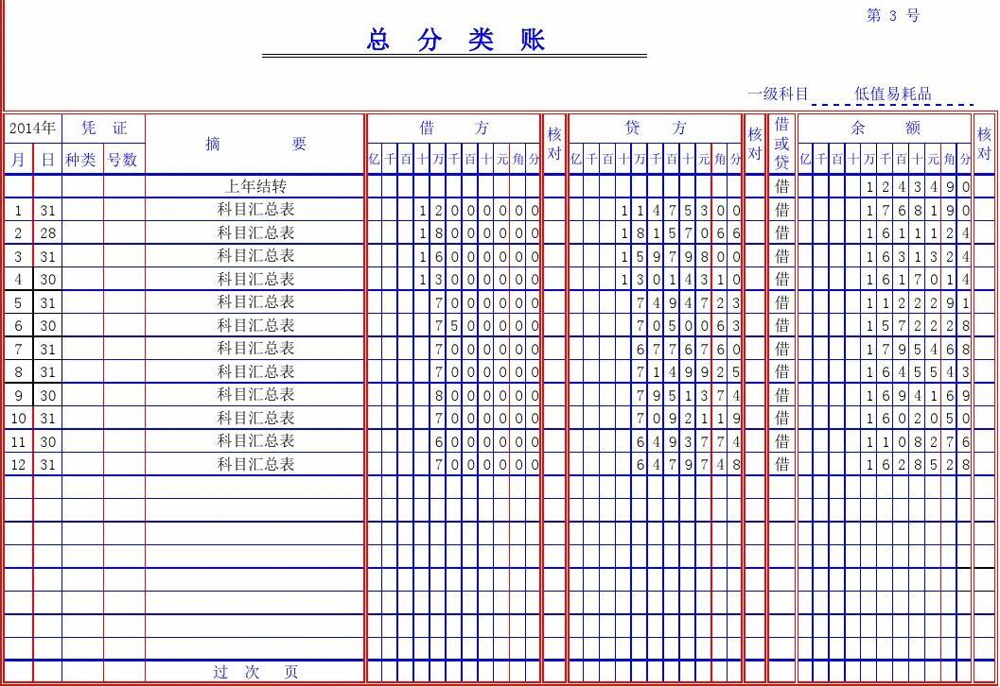 第 3 号
总 分 类 账
一级科目 低值易耗品
2014年 凭 证 摘 要 借 方 核对 贷 方 核对 借或贷 余 额 核对
月 日 种类 号数 亿千百十万千百十元角分 亿千百十万千百十元角分 亿千百十万千百十元角分
上年结转 借 1243490
1 31 科目汇总表 12000000 11475300 借 1768190
2 28 科目汇总表 18000000 18157066 借 1611124
3 31 科目汇总表 16000000 15979800 借 1631324
4 30 科目汇总表 13000000 13014310 借 1617014
5 31 科目汇总表 7000000 7494723 借 1122291
6 30 科目汇总表 7500000 7050063 借 1572228
7 31 科目汇总表 7000000 6776760 借 1795468
8 31 科目汇总表 7000000 7149925 借 1645543
9 30 科目汇总表 8000000 7951374 借 1694169
10 31 科目汇总表 7000000 7092119 借 1602050
11 30 科目汇总表 6000000 6493774 借 1108276
12 31 科目汇总表 7000000 6479748 借 1628528
过 次 页